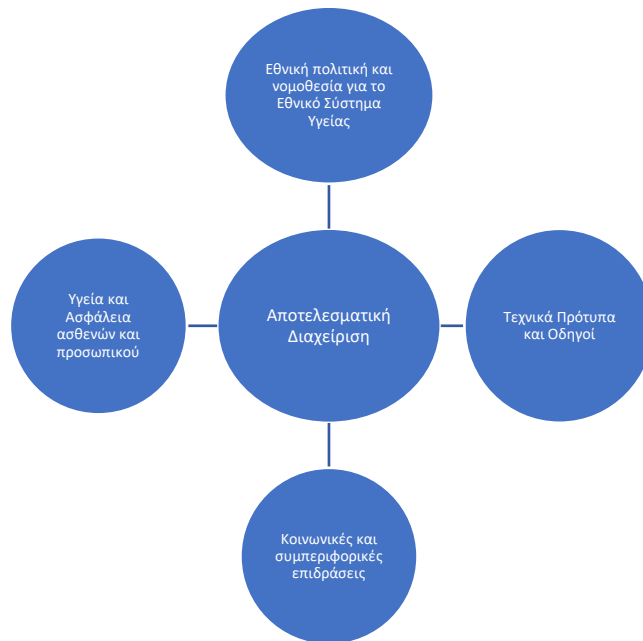 Εθνική πολιτική και
νομοθεσία για το
Εθνικό Σύστημα
Υγείας
Υγεία και
Ασφάλεια
ασθενών και
προσωπικού
Αποτελεσματική
Διαχείριση
Τεχνικά Πρότυπα
και Οδηγοί
Κοινωνικές και
συμπεριφορικές
επιδράσεις